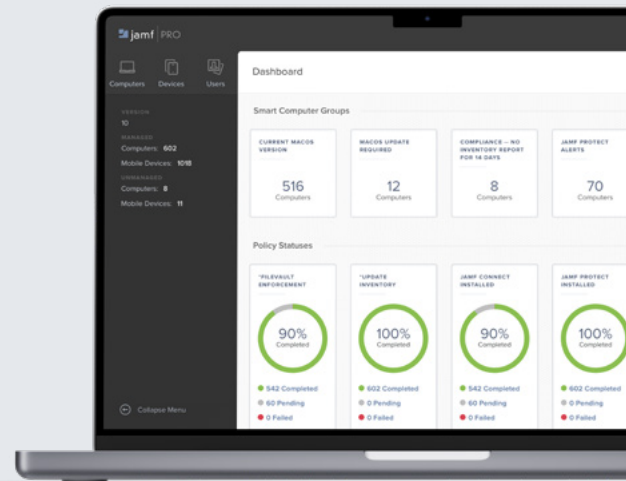 jamf PRO
Computers Devices Users
VERSION
10
MANAGED
Computers: 602
Mobile Devices: 1018
UNMANAGED
Computers: 8
Mobile Devices: 11
Collapse Menu
Dashboard
Smart Computer Groups
CURRENT MACOS
VERSION
516
Computers
MACOS UPDATE
REQUIRED
12
Computers
COMPLIANCE – NO
INVENTORY REPORT
FOR 14 DAYS
8
Computers
JAMF PROTECT
ALERTS
70
Computers
Policy Statuses
*FILEVAULT
ENFORCEMENT
90%
Completed
542 Completed
60 Pending
0 Failed
*UPDATE
INVENTORY
100%
Completed
602 Completed
0 Pending
0 Failed
JAMF CONNECT
INSTALLED
90%
Completed
542 Completed
60 Pending
0 Failed
JAMF PROTECT
INSTALLED
100%
Completed
602 Completed
0 Pending
0 Failed